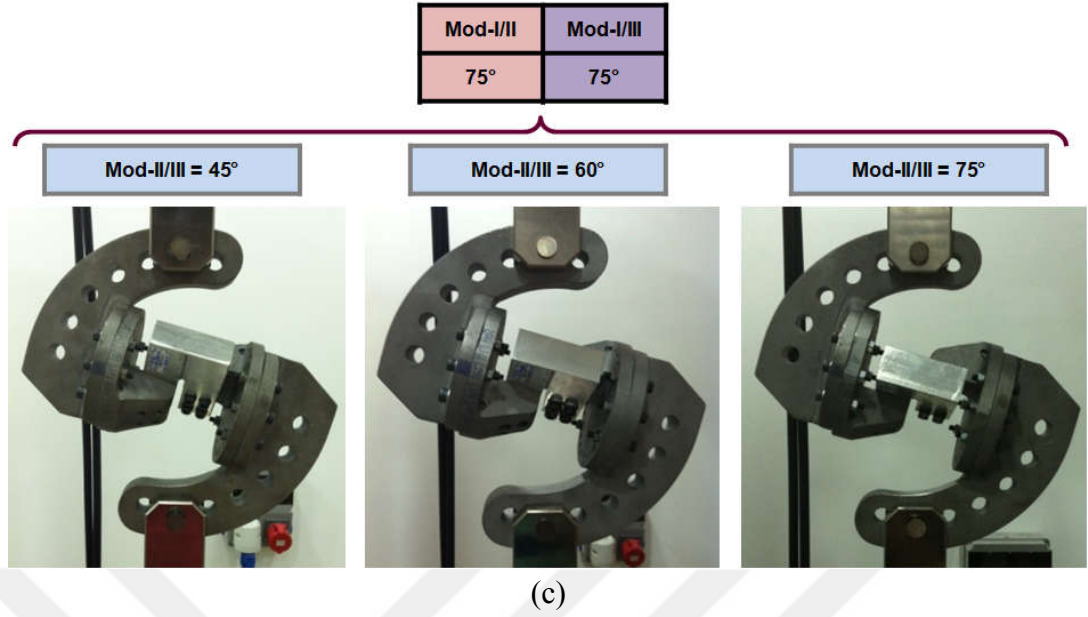 Mod-I/II Mod-I/III
75° 75°
Mod-II/III = 45° Mod-II/III = 60° Mod-II/III = 75°
(c)